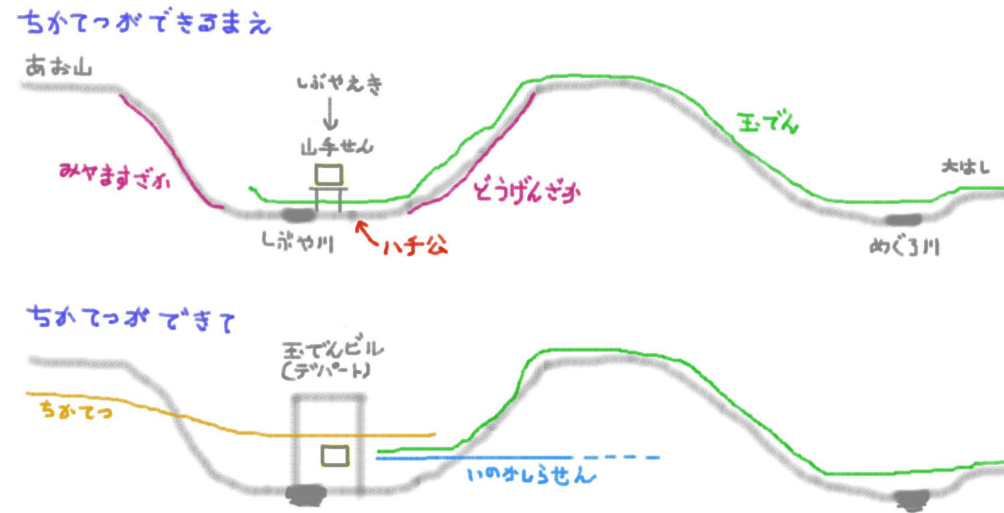 ちかてつができるまえ
あお山
しぶやえき
山手せん
玉でん
みやますざか
どうげんざか
大はし
しぶや川
ハチ公
めぐろ川
ちかてつができて
玉でんビル
(デパート)
ちかてつ
いのかしらせん